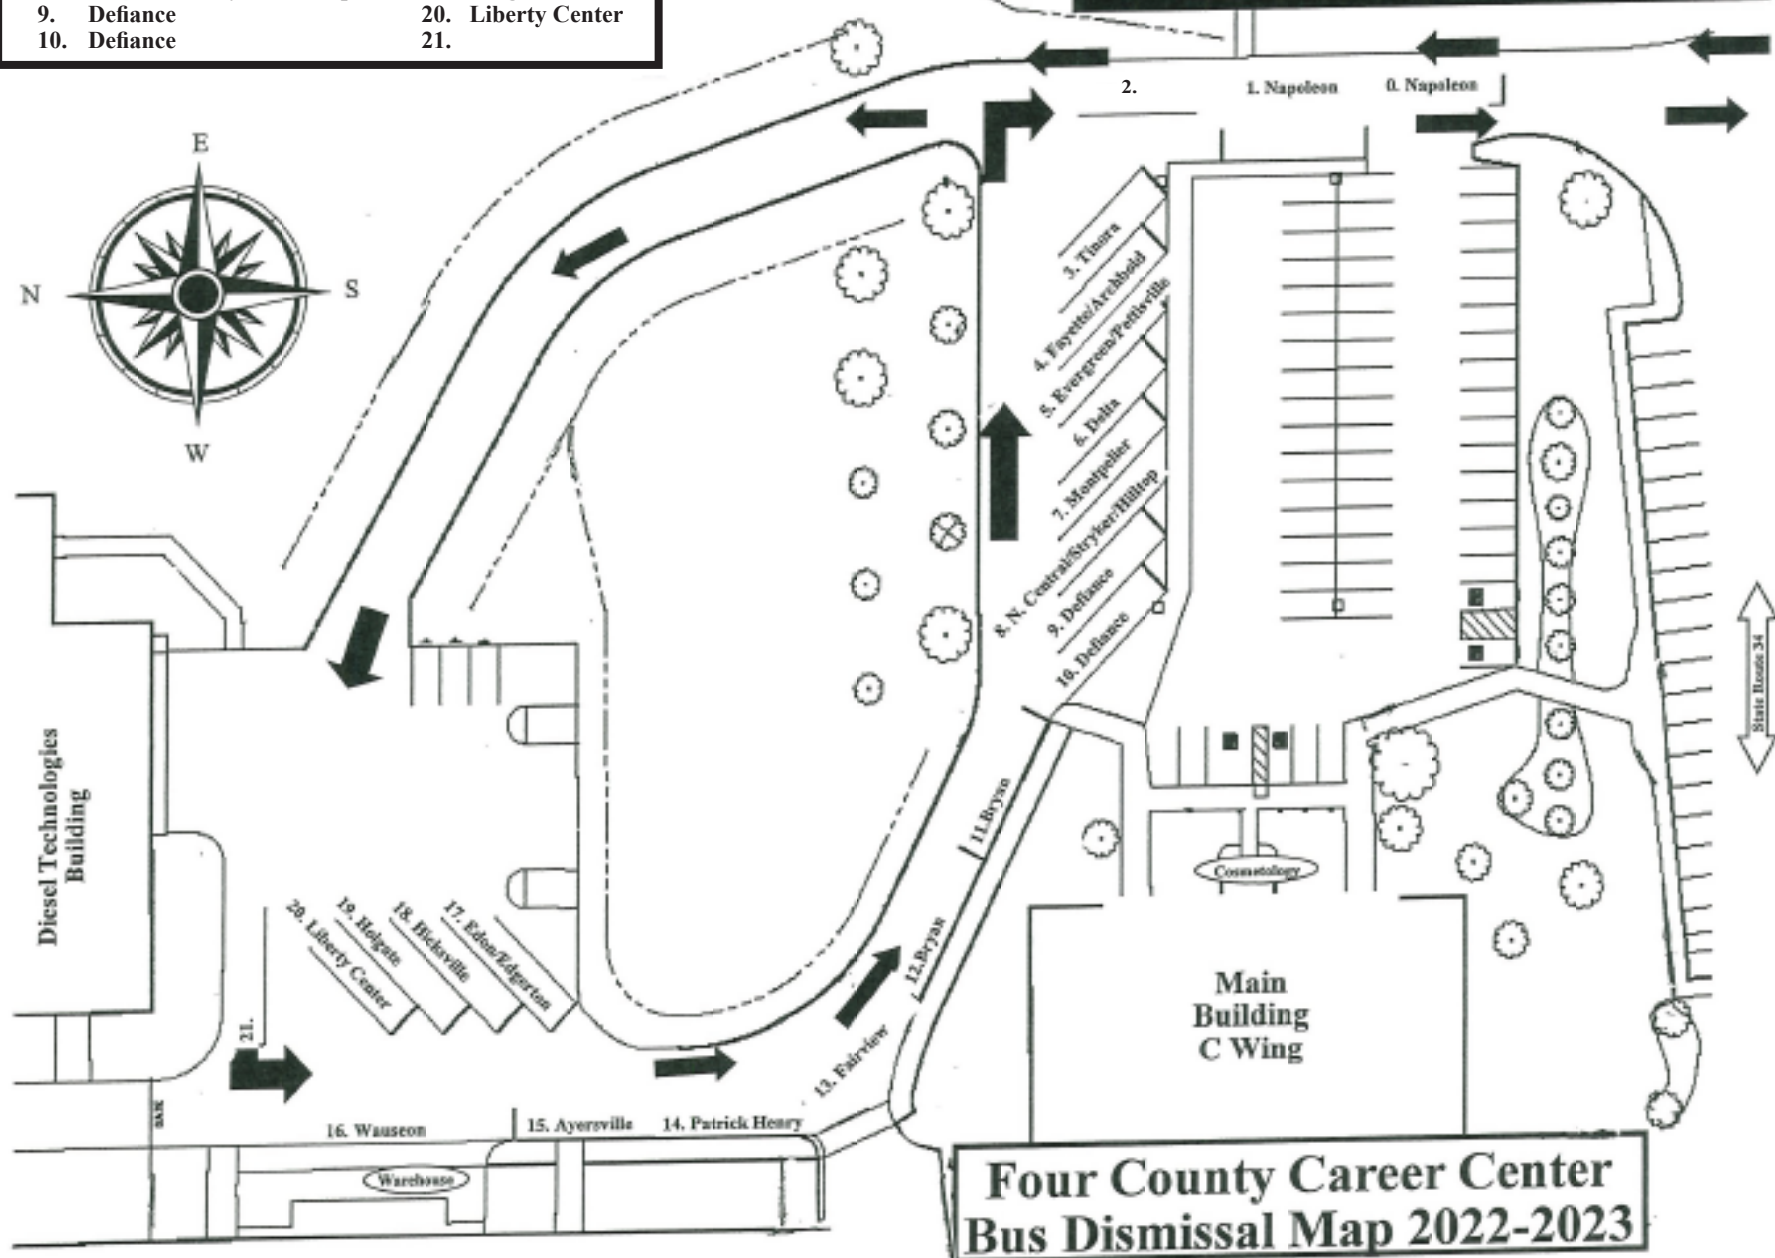 9. Defiance
20. Liberty Center
10. Defiance
21.
2.
1. Napoleon
0. Napoleon
E
N
S
W
3. Tinora
4. Fayette/Archbold
5. Evergreen/Pettisville
6. Delta
7. Montpelier
8. N. Central/Stryker/Hilltop
9. Defiance
10. Defiance
State Route 34
Diesel Technologies
Building
11.Bryan
Cosmetology
12.Bryan
20. Liberty Center
19. Holgate
18. Hicksville
17. Eden/Edgerton
Main
Building
C Wing
21.
13. Fairview
16. Wauseon
15. Ayersville
14. Patrick Henry
Warehouse
Four County Career Center
Bus Dismissal Map 2022-2023